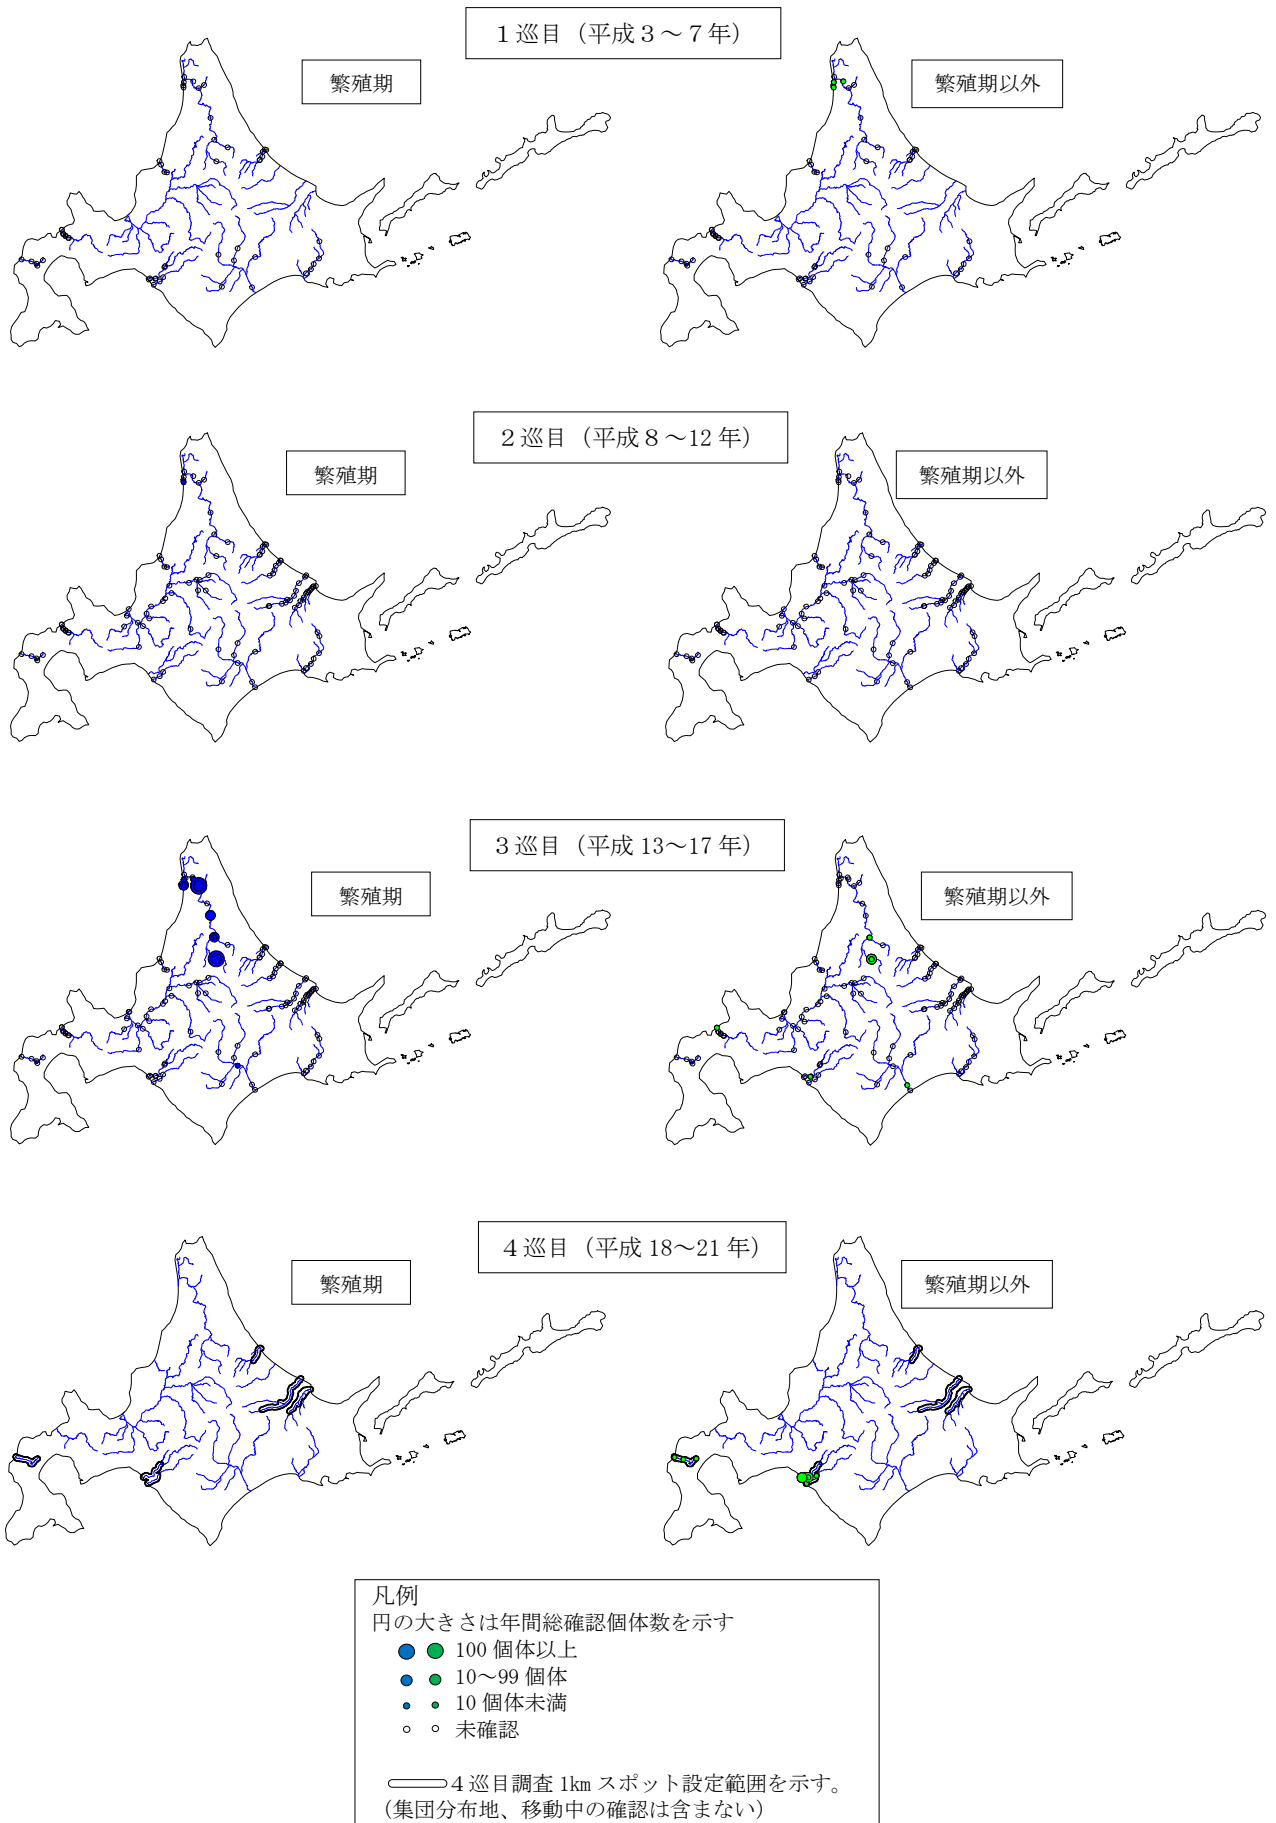 １巡目（平成３～７年）
繁殖期
繁殖期以外
２巡目（平成８～12 年）
繁殖期
繁殖期以外
３巡目（平成 13～17 年）
繁殖期
繁殖期以外
４巡目（平成 18～21 年）
繁殖期
繁殖期以外
凡例
円の大きさは年間総確認個体数を示す
100 個体以上
10～99 個体
10 個体未満
未確認
４巡目調査 1km スポット設定範囲を示す。
（集団分布地、移動中の確認は含まない）